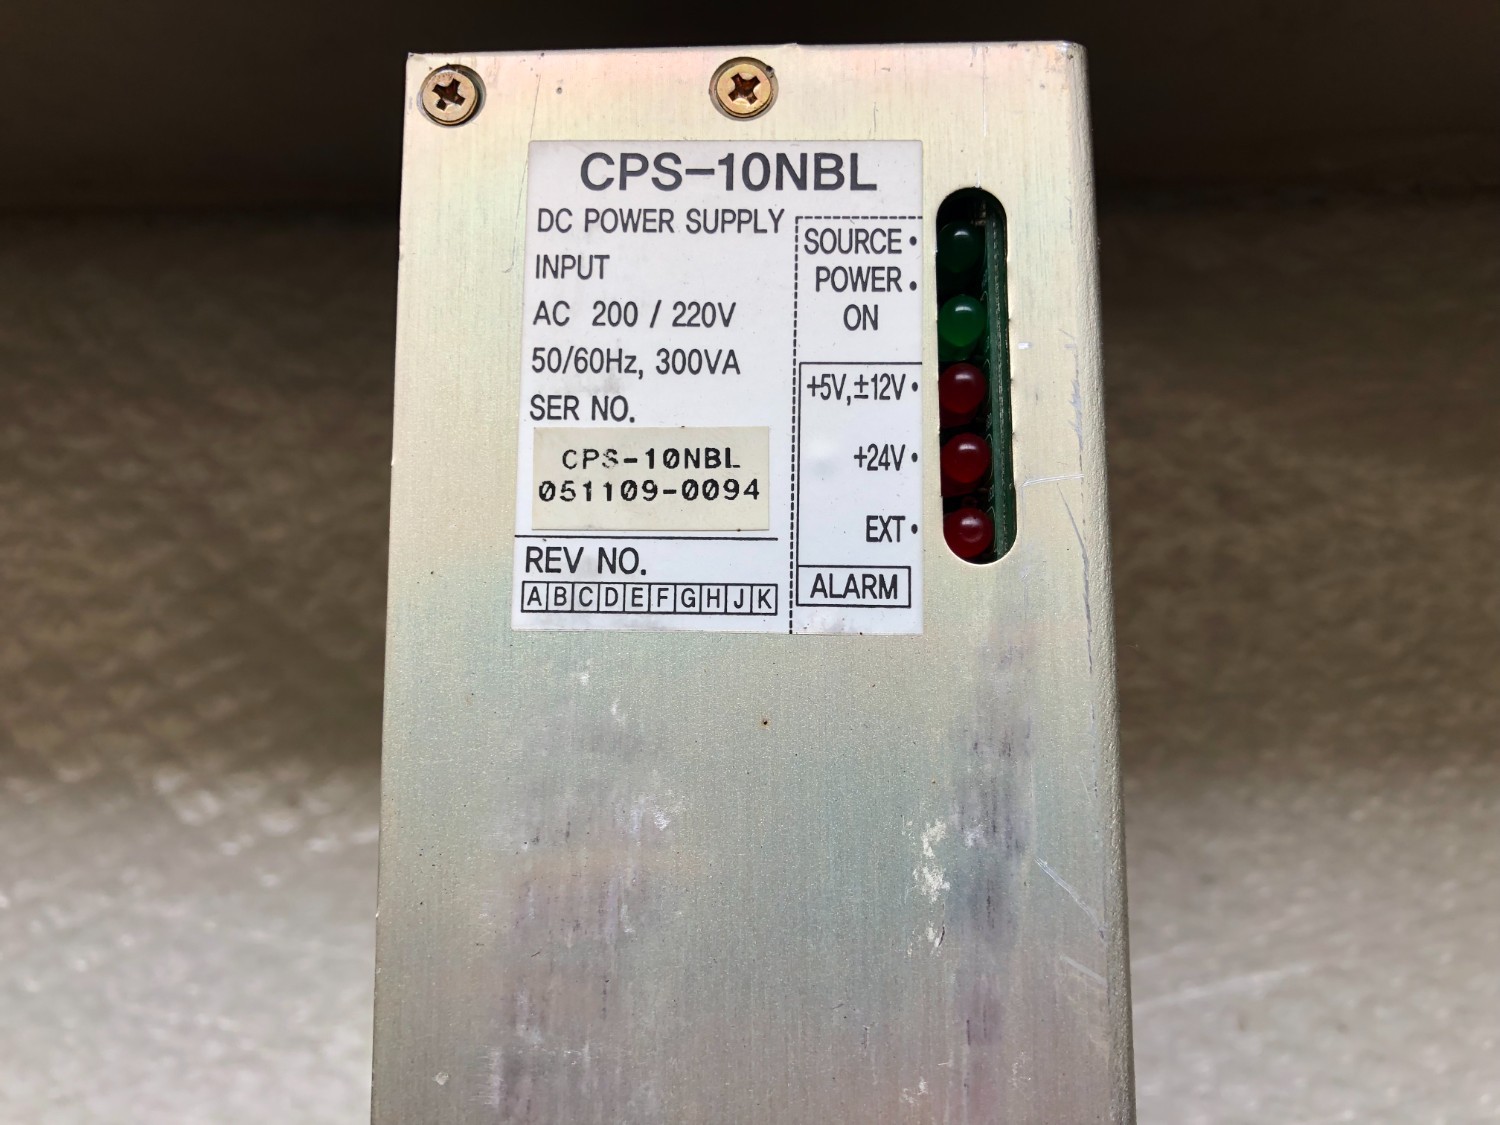 CPS-10NBL
DC POWER SUPPLY
INPUT
AC 200 / 220V
50/60Hz, 300VA
SER NO.
CPS-10NBL
051109-0094
REV NO.
A B C D E F G H J K
SOURCE •
POWER •
ON
+5V, ±12V •
+24V •
EXT •
ALARM